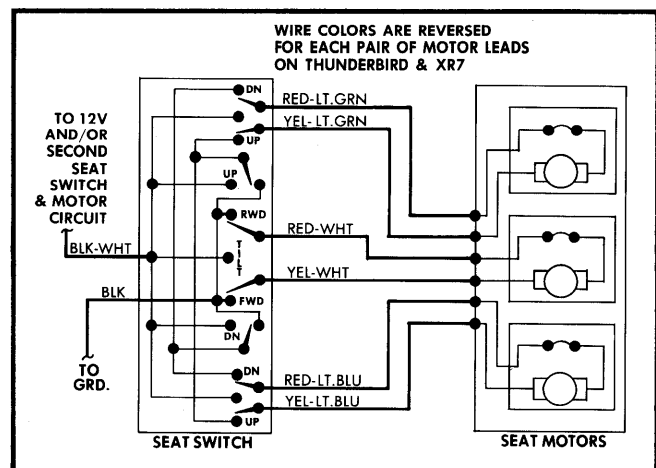 WIRE COLORS ARE REVERSED
FOR EACH PAIR OF MOTOR LEADS
ON THUNDERBIRD & XR7
DN
RED-LT.GRN
TO 12V
AND/OR
SECOND
SEAT
SWITCH
& MOTOR
CIRCUIT
YEL-LT.GRN
UP
UP
RWD
RED-WHT
BLK-WHT
TILT
YEL-WHT
BLK
FWD
DN
TO
GRD.
DN
RED-LT.BLU
YEL-LT.BLU
UP
SEAT SWITCH
SEAT MOTORS